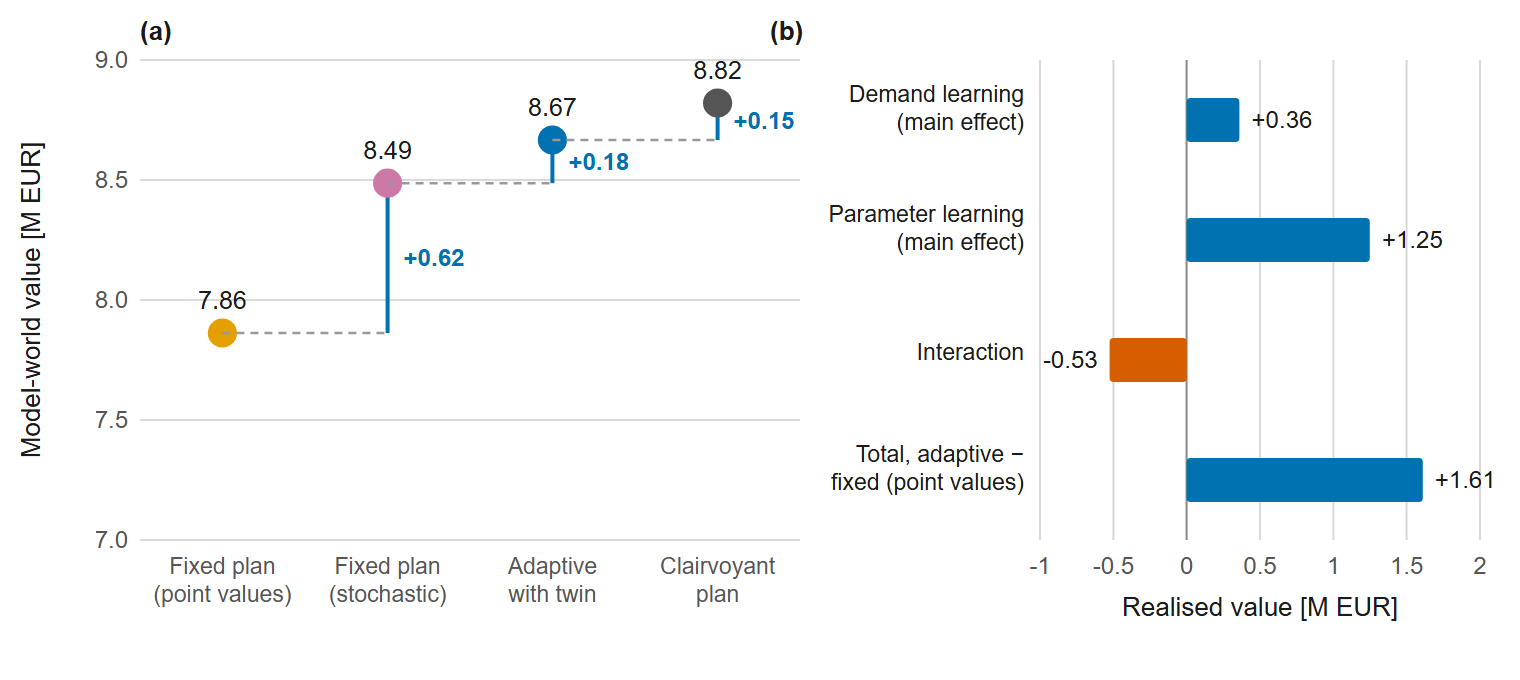 (a)
Model-world value [M EUR]
9.0
8.5
8.0
7.5
7.0
7.86
8.49
8.67
8.82
+0.62
+0.18
+0.15
Fixed plan
(point values)
Fixed plan
(stochastic)
Adaptive
with twin
Clairvoyant
plan
(b)
Demand learning
(main effect)
+0.36
Parameter learning
(main effect)
+1.25
Interaction
-0.53
Total, adaptive −
fixed (point values)
+1.61
-1 -0.5 0 0.5 1 1.5 2
Realised value [M EUR]